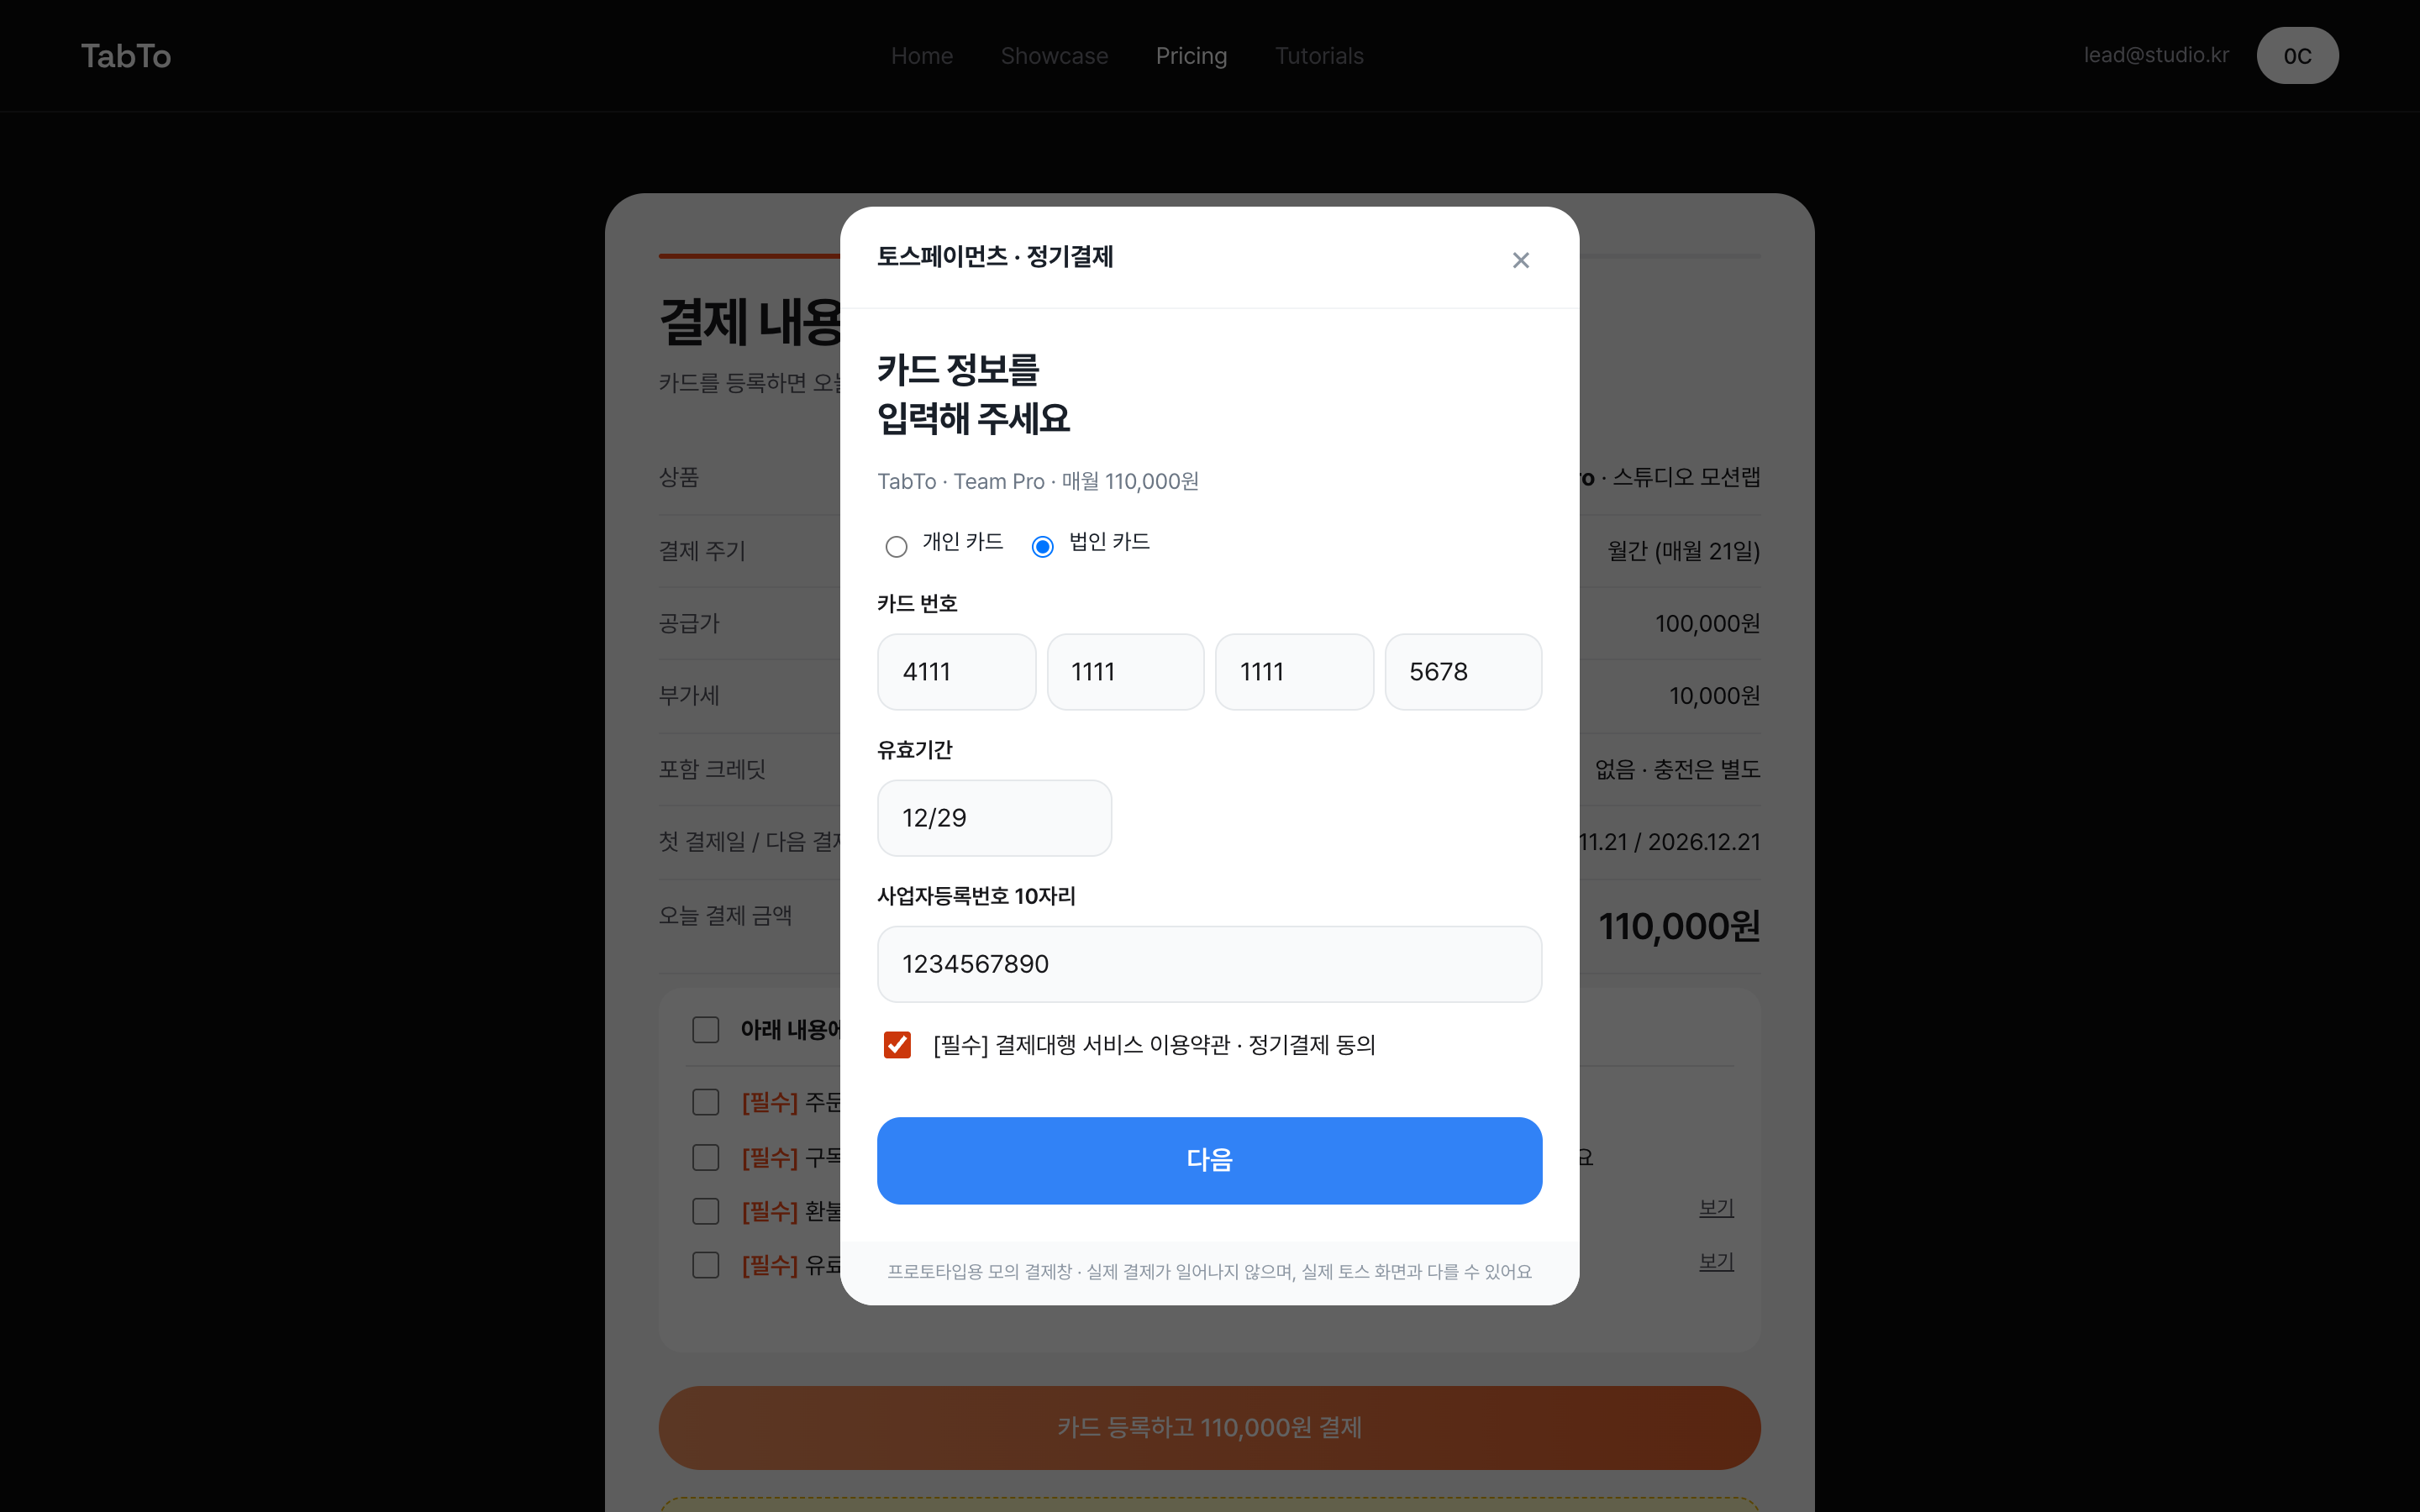 TabTo
Home
Showcase
Pricing
Tutorials
lead@studio.kr
0C
토스페이먼츠 · 정기결제
×
카드 정보를
입력해 주세요
TabTo · Team Pro · 매월 110,000원
개인 카드
법인 카드
카드 번호
4111
1111
1111
5678
유효기간
12/29
사업자등록번호 10자리
1234567890
[필수] 결제대행 서비스 이용약관 · 정기결제 동의
다음
프로토타입용 모의 결제창 · 실제 결제가 일어나지 않으며, 실제 토스 화면과 다를 수 있어요
결제 내용
카드를 등록하면
상품
· 스튜디오 모션랩
결제 주기
월간 (매월 21일)
공급가
100,000원
부가세
10,000원
포함 크레딧
없음 · 충전은 별도
첫 결제일 / 다음
11.21 / 2026.12.21
오늘 결제 금액
110,000원
아래
[필수]
[필수]
요
[필수]
보기
[필수]
보기
카드 등록하고 110,000원 결제